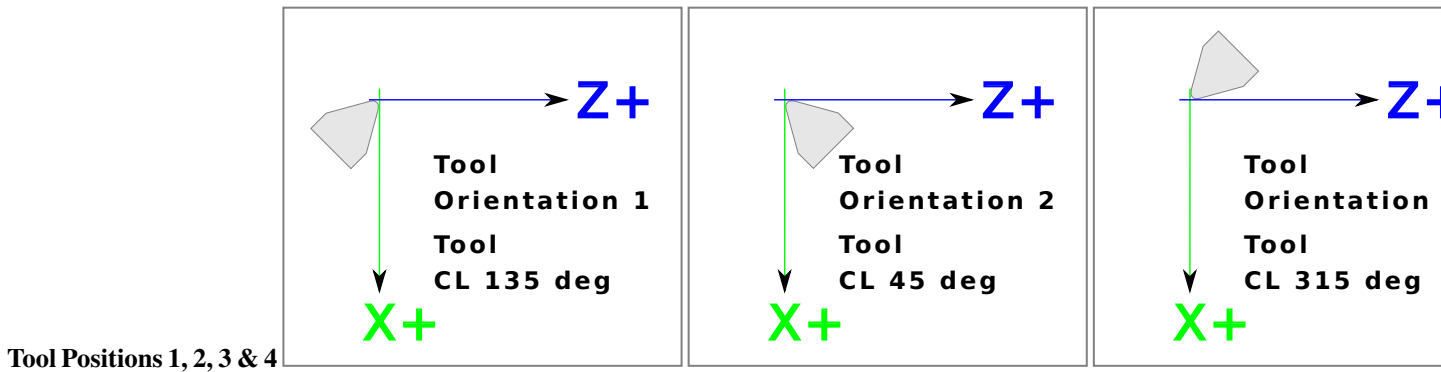 Z+
Tool
Orientation 1
Tool
CL 135 deg
X+
Z+
Tool
Orientation 2
Tool
CL 45 deg
X+
Z+
Tool
Orientation
Tool
CL 315 deg
X+
Tool Positions 1, 2, 3 & 4